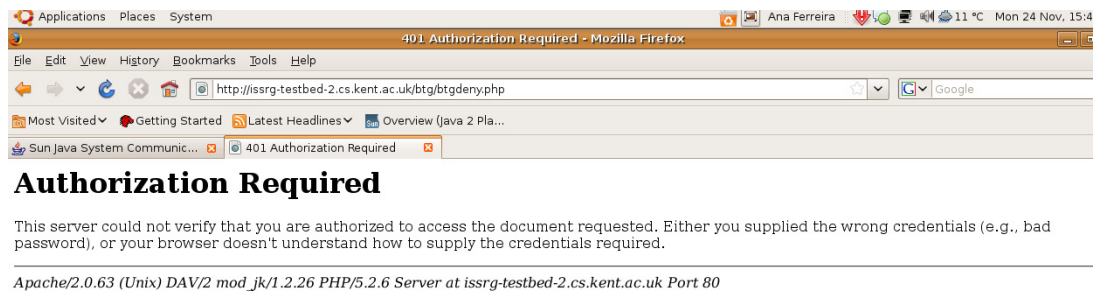 Applications Places System Ana Ferreira 11 °C Mon 24 Nov, 15:4
401 Authorization Required - Mozilla Firefox
File Edit View History Bookmarks Tools Help
http://issrg-testbed-2.cs.kent.ac.uk/btg/btgdeny.php G Google
Most Visited Getting Started Latest Headlines Sun Overview (Java 2 Pla...
Sun Java System Communic... 401 Authorization Required
Authorization Required
This server could not verify that you are authorized to access the document requested. Either you supplied the wrong credentials (e.g., bad
password), or your browser doesn't understand how to supply the credentials required.
Apache/2.0.63 (Unix) DAV/2 mod_jk/1.2.26 PHP/5.2.6 Server at issrg-testbed-2.cs.kent.ac.uk Port 80